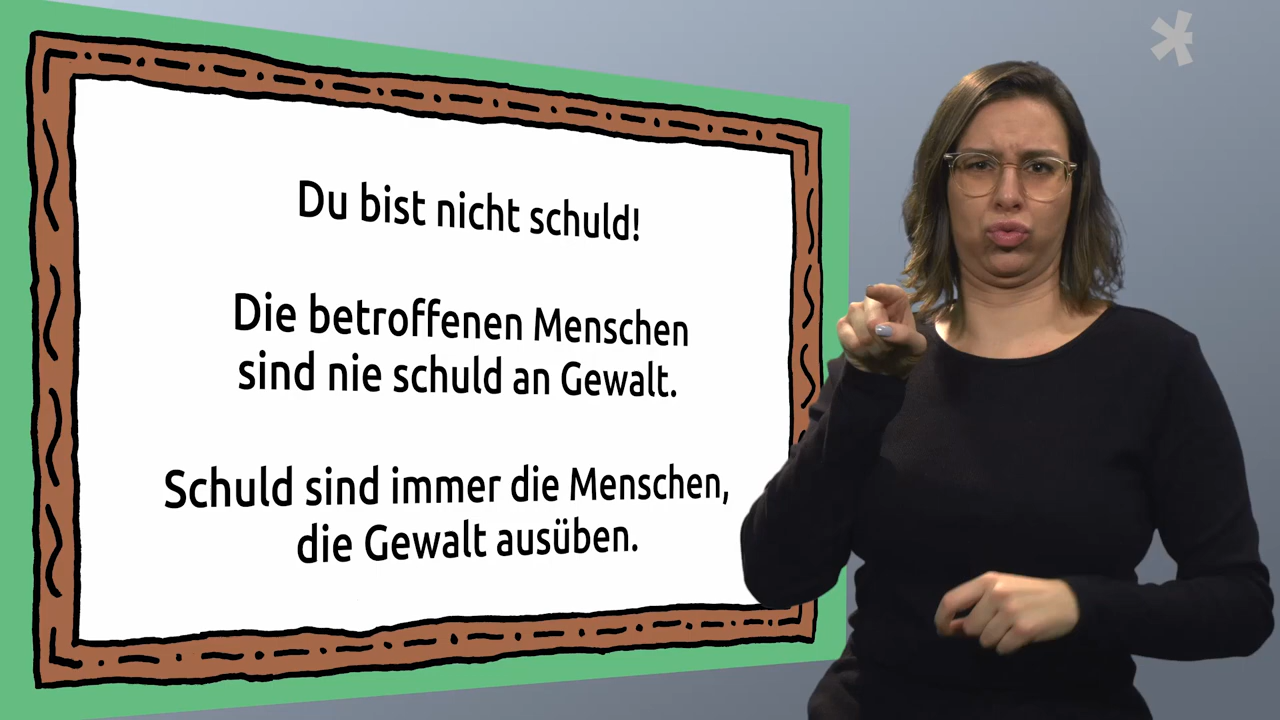 Du bist nicht schuld!
Die betroffenen Menschen
sind nie schuld an Gewalt.
Schuld sind immer die Menschen,
die Gewalt ausüben.